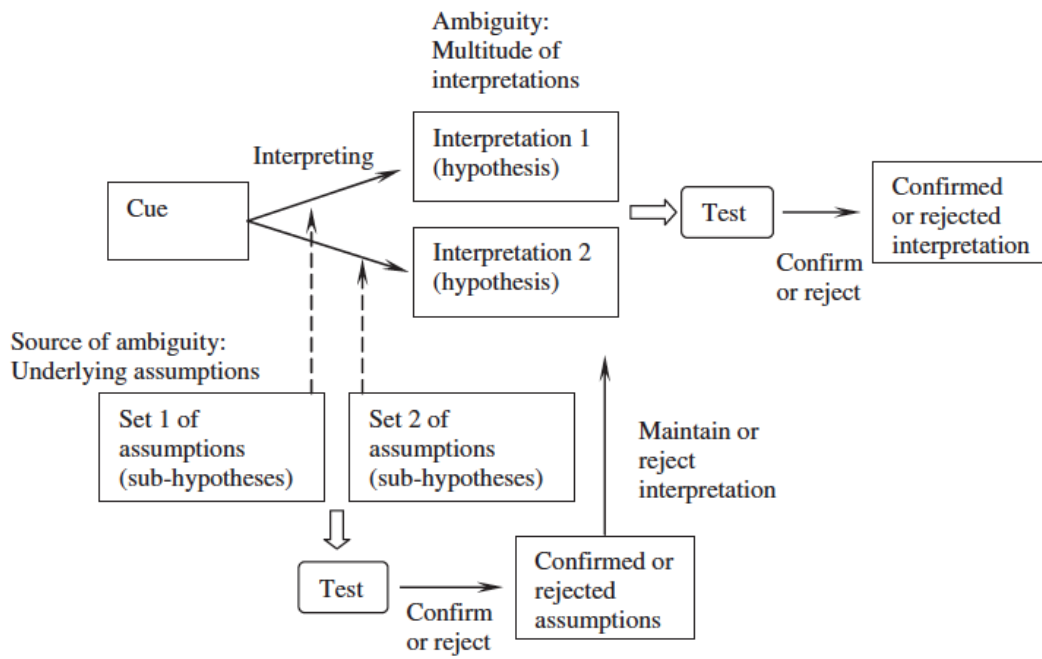 Ambiguity:
Multitude of
interpretations
Interpreting
Interpretation 1
(hypothesis)
Cue
Test
Confirmed
or rejected
interpretation
Interpretation 2
(hypothesis)
Confirm
or reject
Source of ambiguity:
Underlying assumptions
Set 1 of
assumptions
(sub-hypotheses)
Set 2 of
assumptions
(sub-hypotheses)
Maintain or
reject
interpretation
Test
Confirm
or reject
Confirmed or
rejected
assumptions